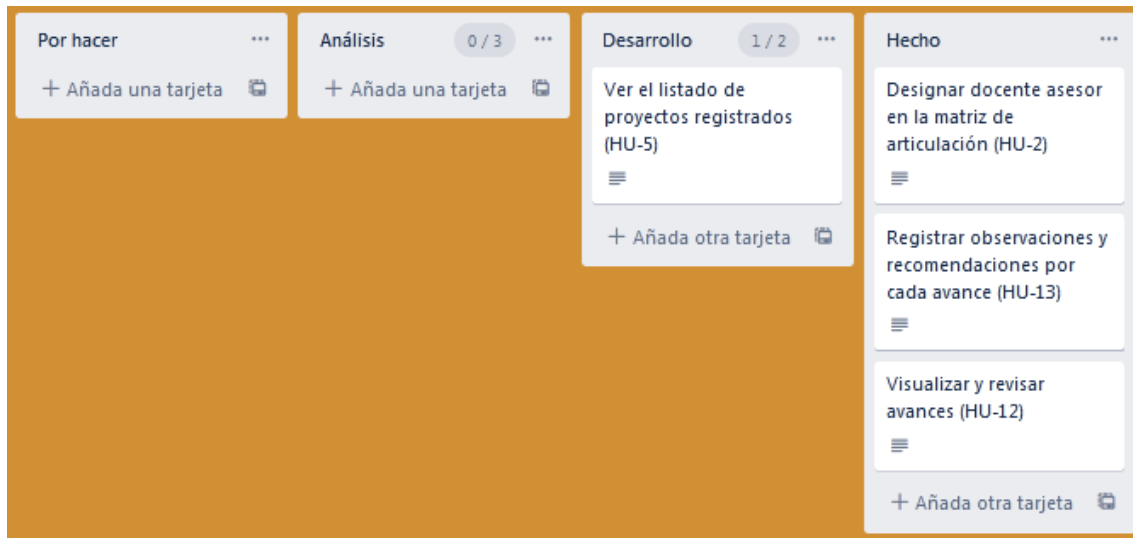 Por hacer
+ Añada una tarjeta
Análisis 0 / 3
+ Añada una tarjeta
Desarrollo 1 / 2
Ver el listado de
proyectos registrados
(HU-5)
+ Añada otra tarjeta
Hecho
Designar docente asesor
en la matriz de
articulación (HU-2)
Registrar observaciones y
recomendaciones por
cada avance (HU-13)
Visualizar y revisar
avances (HU-12)
+ Añada otra tarjeta